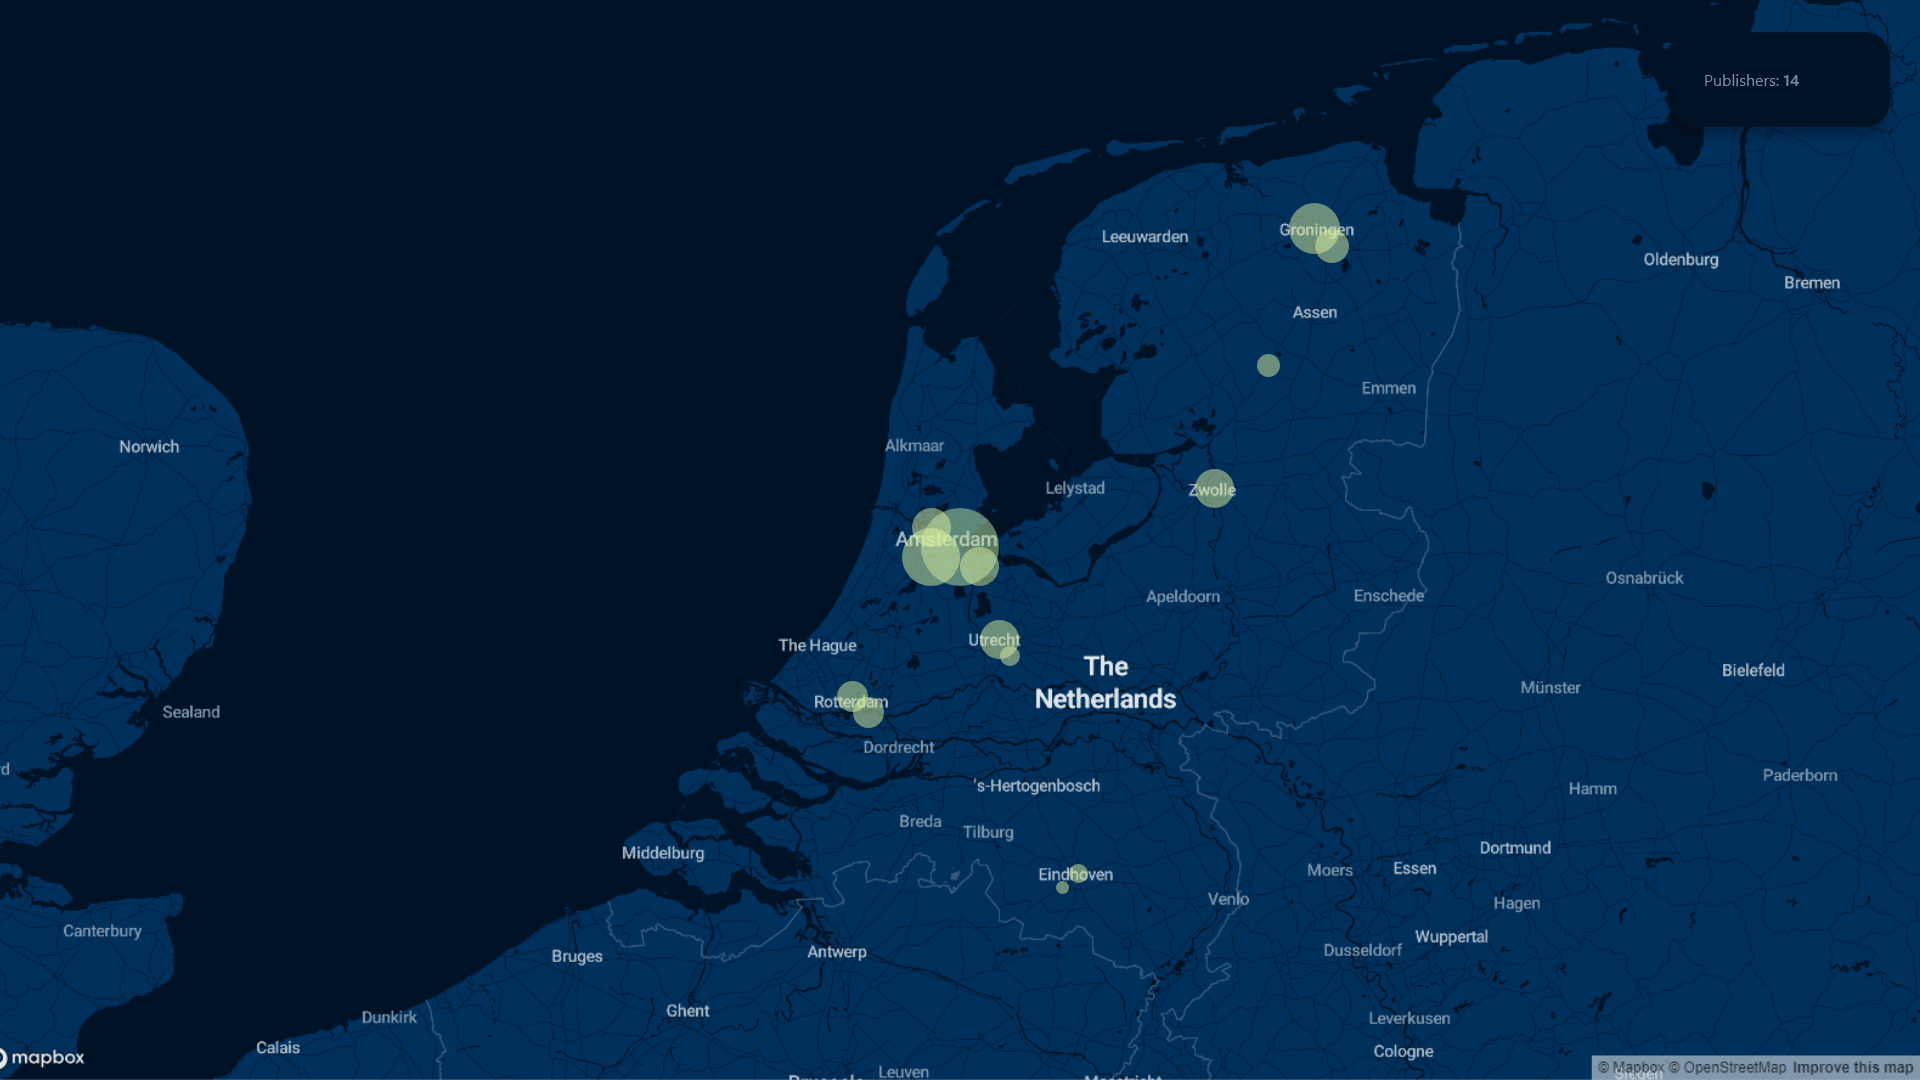 Publishers: 14
Groningen
Leeuwarden
Oldenburg
Bremen
Assen
Emmen
Alkmaar
Norwich
Lelystad
Zwolle
Amsterdam
Osnabrück
Apeldoorn
Enschede
Utrecht
The Hague
The
Netherlands
Bielefeld
Münster
Rotterdam
Sealand
Dordrecht
Paderborn
's-Hertogenbosch
Hamm
Breda
Tilburg
Dortmund
Middelburg
Essen
Moers
Eindhoven
Venlo
Hagen
Canterbury
Wuppertal
Dusseldorf
Antwerp
Bruges
Ghent
Dunkirk
Leverkusen
Calais
Cologne
mapbox
© Mapbox © OpenStreetMap Improve this map
Leuven